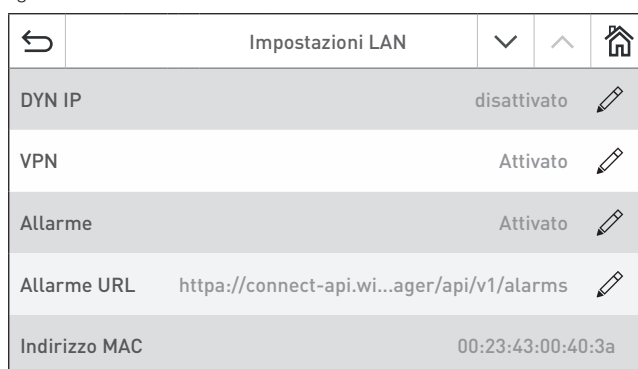 Impostazioni LAN
DYN IP disattivato
VPN Attivato
Allarme Attivato
Allarme URL httpa://connect-api.wi...ager/api/v1/alarms
Indirizzo MAC 00:23:43:00:40:3a